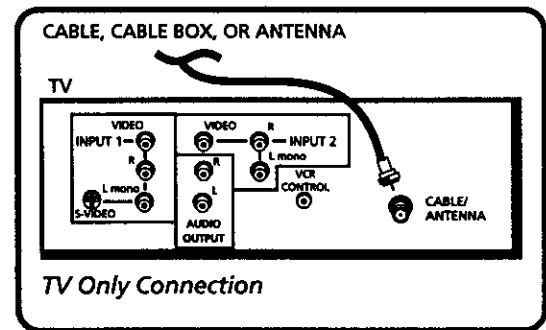 CABLE, CABLE BOX, OR ANTENNA
TV
VIDEO
INPUT 1
R
L mono
S-VIDEO
VIDEO
R
INPUT 2
L mono
R
L
AUDIO
OUTPUT
VCR
CONTROL
CABLE/
ANTENNA
TV Only Connection